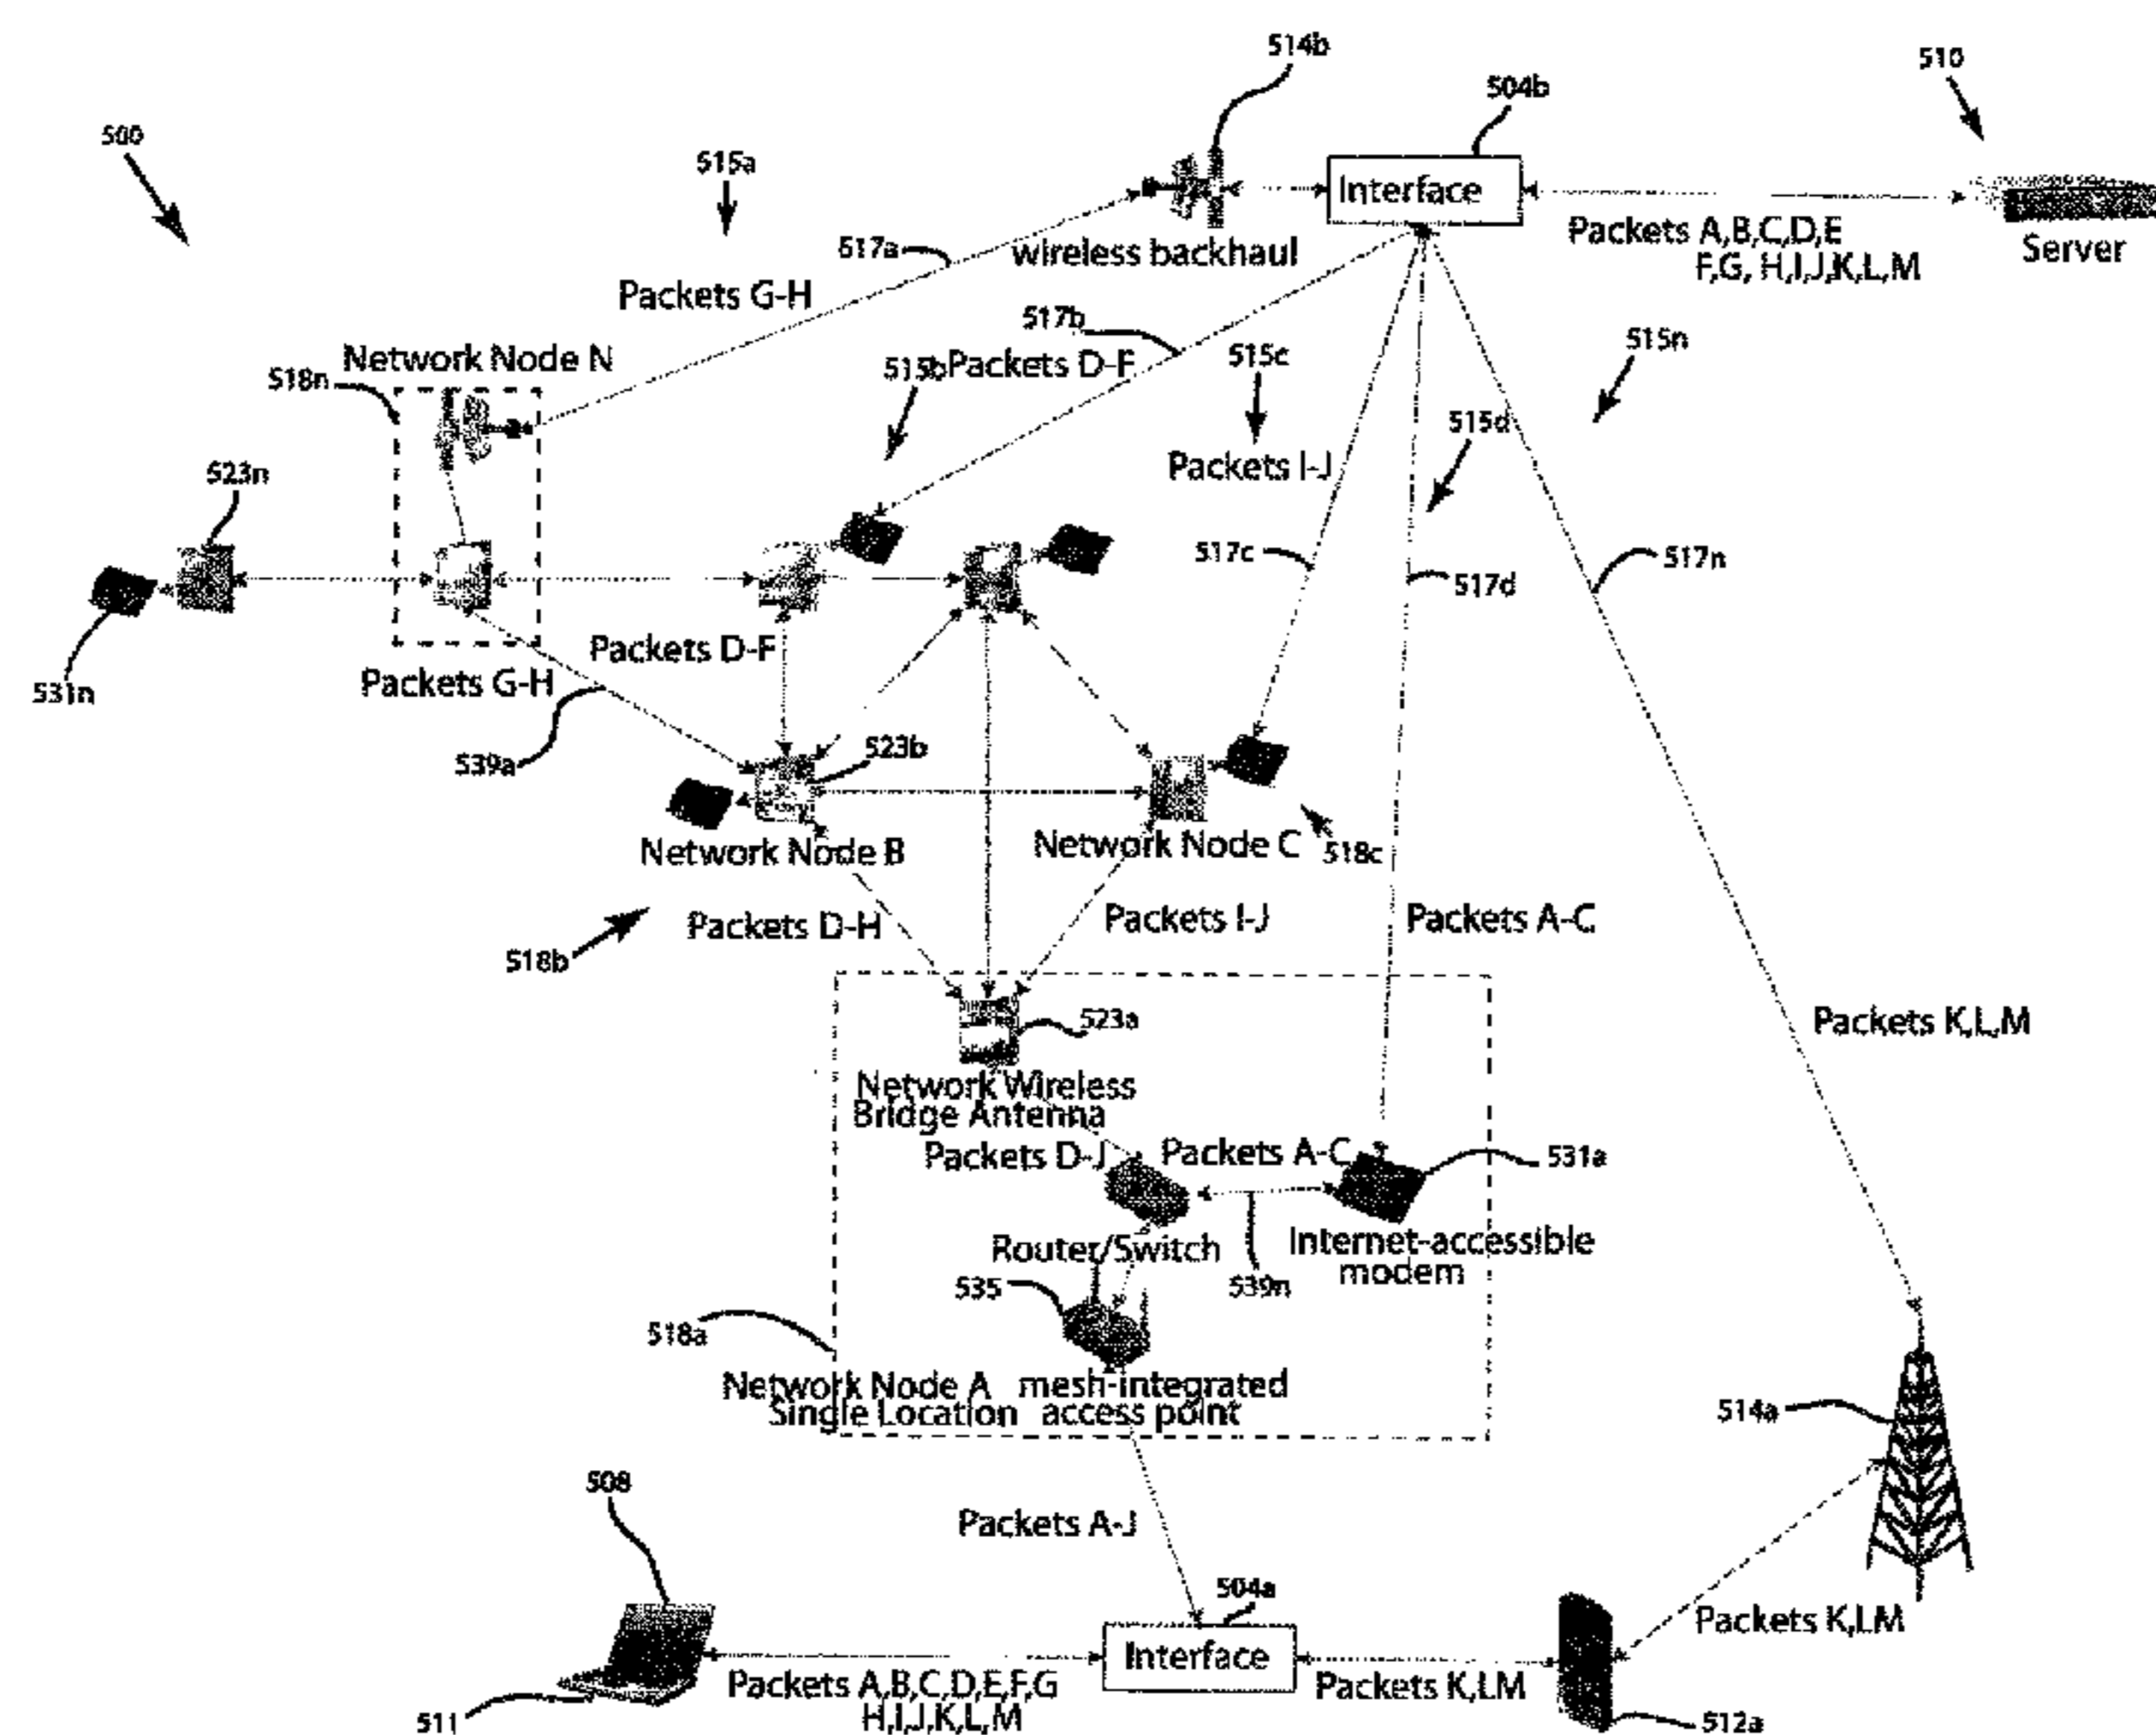 514b
510
504b
500
515a
Interface
517a
wireless backhaul
Packets A,B,C,D,E
F,G, H,I,J,K,L,M
Server
Packets G-H
517b
515n
Network Node N
515b
Packets D-F
515c
518n
515d
523n
Packets I-J
517c
517d
517n
Packets D-F
Packets G-H
531n
539a
523b
Network Node B
Network Node C
518c
Packets D-H
Packets I-J
Packets A-C
518b
523a
Packets K,L,M
Network Wireless
Bridge Antenna
Packets D-J
Packets A-C
531a
Router/Switch
Internet-accessible
modem
535
539n
518a
Network Node A
Single Location
mesh-integrated
access point
514a
508
Packets A-J
504a
Interface
Packets K,LM
Packets A,B,C,D,E,F,G
H,I,J,K,L,M
Packets K,LM
511
512a